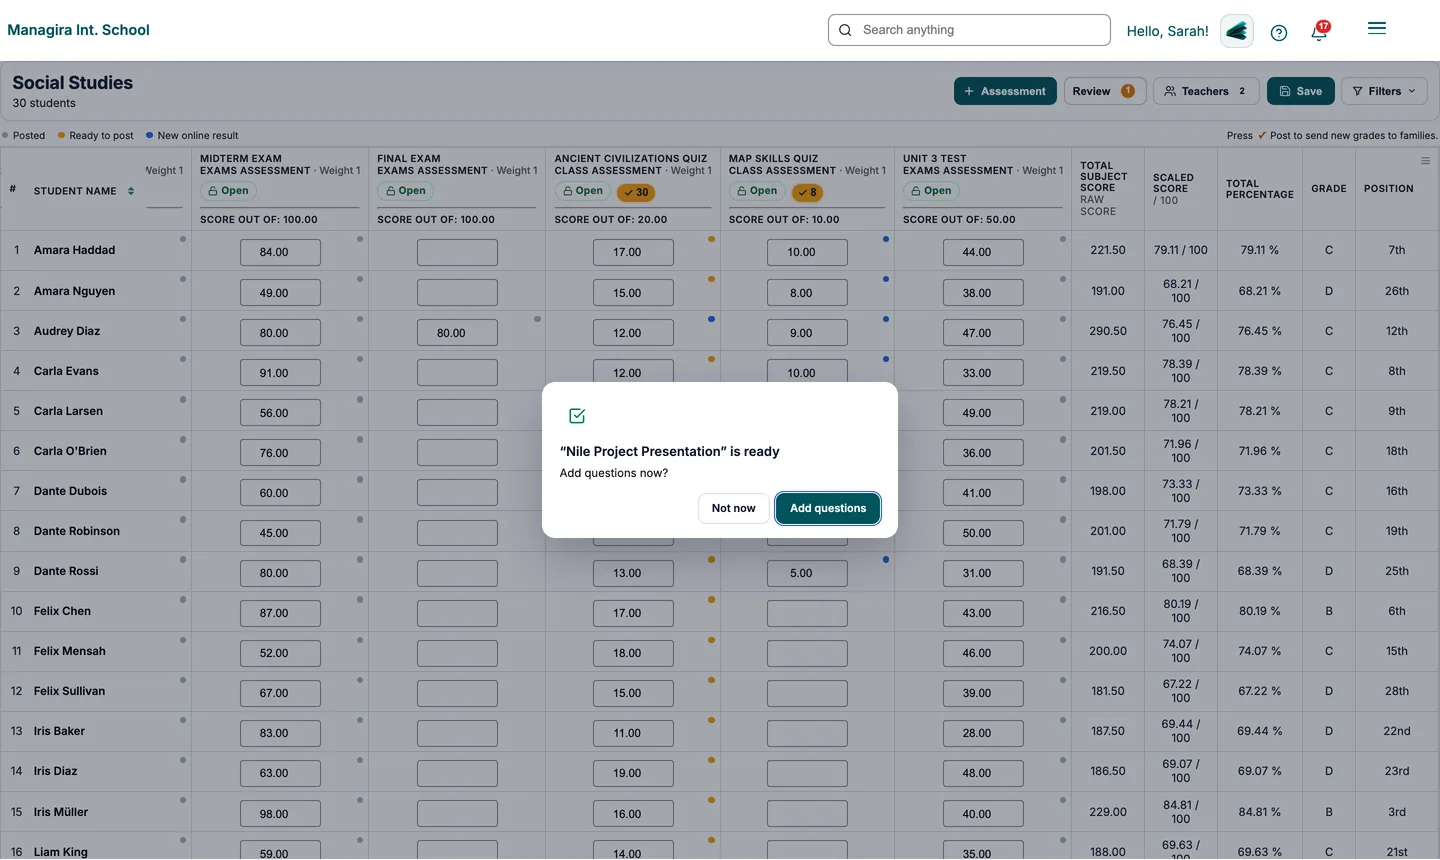 Managira Int. School
Search anything
Hello, Sarah!
17
Social Studies
30 students
Assessment
Review 1
Teachers 2
Save
Filters
Posted
Ready to post
New online result
Press ✓ Post to send new grades to families.
#
STUDENT NAME
Weight 1
MIDTERM EXAM
EXAMS ASSESSMENT · Weight 1
Open
SCORE OUT OF: 100.00
FINAL EXAM
EXAMS ASSESSMENT · Weight 1
Open
SCORE OUT OF: 100.00
ANCIENT CIVILIZATIONS QUIZ
CLASS ASSESSMENT · Weight 1
Open ✓ 30
SCORE OUT OF: 20.00
MAP SKILLS QUIZ
CLASS ASSESSMENT · Weight 1
Open ✓ 8
SCORE OUT OF: 10.00
UNIT 3 TEST
EXAMS ASSESSMENT · Weight 1
Open
SCORE OUT OF: 50.00
TOTAL
SUBJECT
SCORE
RAW
SCORE
SCALED
SCORE
/ 100
TOTAL
PERCENTAGE
GRADE
POSITION
1 Amara Haddad 84.00 17.00 10.00 44.00 221.50 79.11 / 100 79.11 % C 7th
2 Amara Nguyen 49.00 15.00 8.00 38.00 191.00 68.21 / 100 68.21 % D 26th
3 Audrey Diaz 80.00 80.00 12.00 9.00 47.00 290.50 76.45 / 100 76.45 % C 12th
4 Carla Evans 91.00 12.00 10.00 33.00 219.50 78.39 / 100 78.39 % C 8th
5 Carla Larsen 56.00 49.00 219.00 78.21 / 100 78.21 % C 9th
6 Carla O'Brien 76.00 36.00 201.50 71.96 / 100 71.96 % C 18th
7 Dante Dubois 60.00 41.00 198.00 73.33 / 100 73.33 % C 16th
8 Dante Robinson 45.00 50.00 201.00 71.79 / 100 71.79 % C 19th
9 Dante Rossi 80.00 13.00 5.00 31.00 191.50 68.39 / 100 68.39 % D 25th
10 Felix Chen 87.00 17.00 43.00 216.50 80.19 / 100 80.19 % B 6th
11 Felix Mensah 52.00 18.00 46.00 200.00 74.07 / 100 74.07 % C 15th
12 Felix Sullivan 67.00 15.00 39.00 181.50 67.22 / 100 67.22 % D 28th
13 Iris Baker 83.00 11.00 28.00 187.50 69.44 / 100 69.44 % D 22nd
14 Iris Diaz 63.00 19.00 48.00 186.50 69.07 / 100 69.07 % D 23rd
15 Iris Müller 98.00 16.00 40.00 229.00 84.81 / 100 84.81 % B 3rd
16 Liam King 59.00 14.00 35.00 188.00 69.63 / 100 69.63 % C 21st
“Nile Project Presentation” is ready
Add questions now?
Not now
Add questions